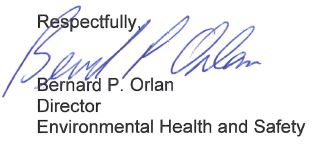 Respectfully,
Bernard P. Orlan
Bernard P. Orlan
Director
Environmental Health and Safety